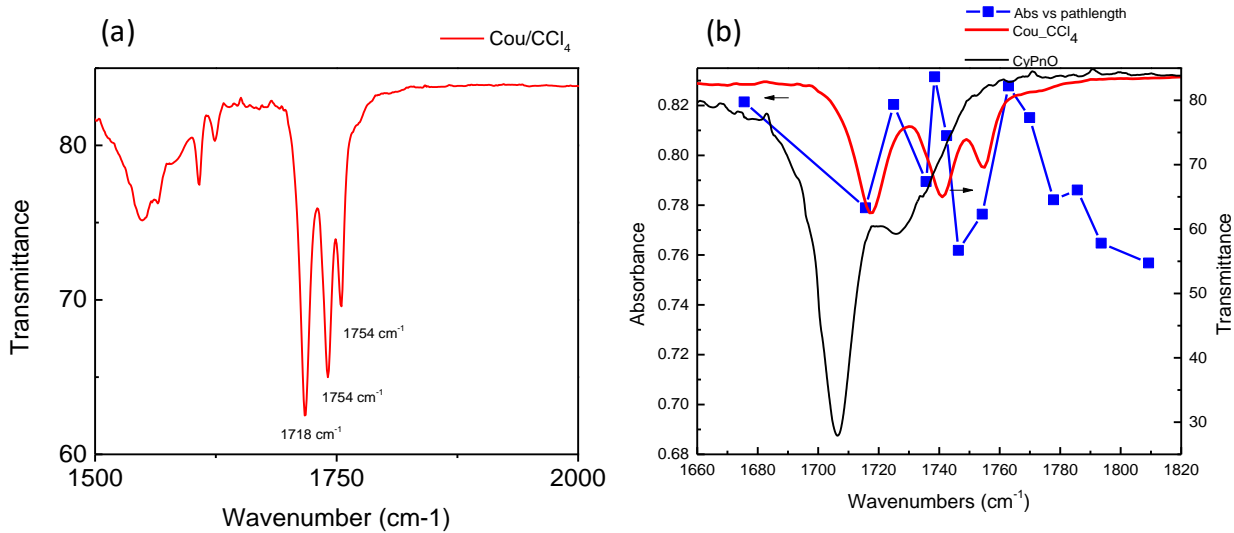 (a)
Cou/CCl4
80
70
60
Transmittance
1754 cm-1
1754 cm-1
1718 cm-1
1500
1750
2000
Wavenumber (cm-1)
(b)
Abs vs pathlength
Cou_CCl4
CyPnO
0.82
0.80
0.78
0.76
0.74
0.72
0.70
0.68
Absorbance
80
70
60
50
40
30
Transmittance
1660
1680
1700
1720
1740
1760
1780
1800
1820
Wavenumbers (cm-1)